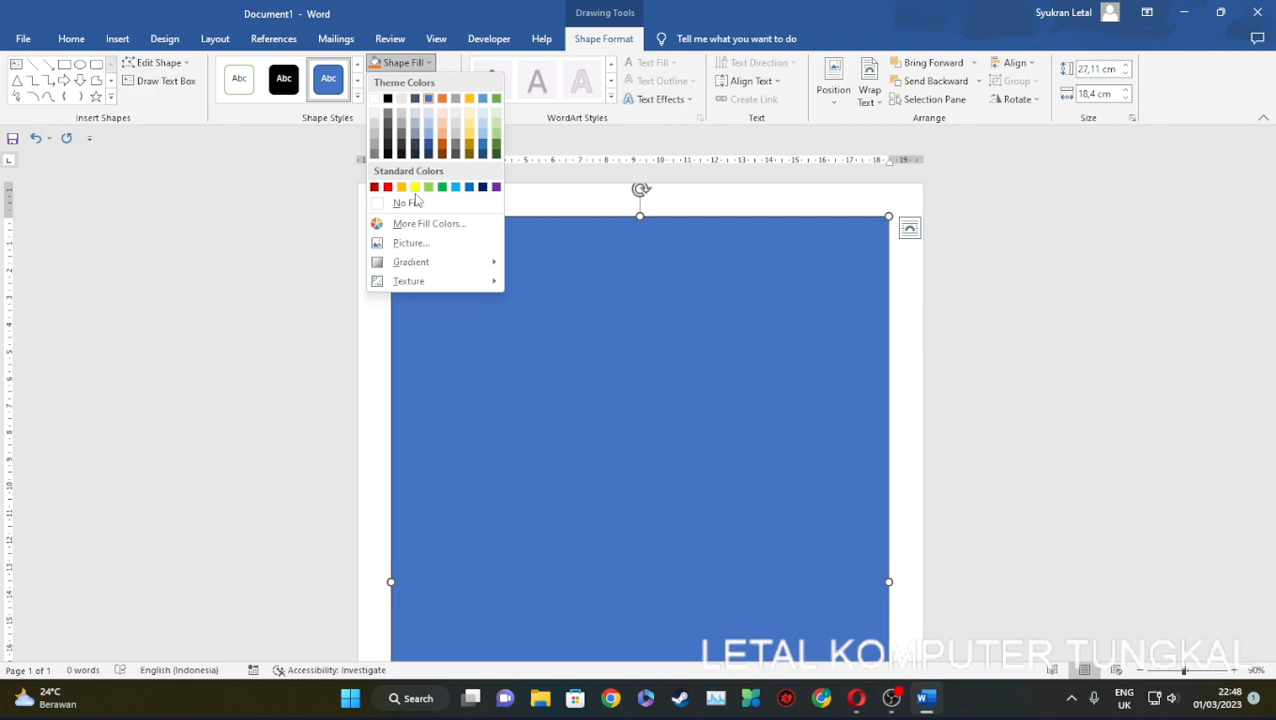 Document1 - Word
Drawing Tools
Syukran Letal
File Home Insert Design Layout References Mailings Review View Developer Help Shape Format Tell me what you want to do
Edit Shape
Draw Text Box
Insert Shapes
Abc Abc Abc
Shape Styles
Shape Fill
WordArt Styles
Text Fill
Text Outline
Text Effects
Text Direction
Align Text
Create Link
Text
Position
Wrap Text
Bring Forward
Send Backward
Selection Pane
Align
Group
Rotate
Arrange
27,11 cm
18,4 cm
Size
Theme Colors
Standard Colors
No Fill
More Fill Colors...
Picture...
Gradient
Texture
LETAL KOMPUTER TUNGKAL
Page 1 of 1 0 words English (Indonesia) Accessibility: Investigate 90%
24°C
Berawan
Search
ENG
UK
22:48
01/03/2023